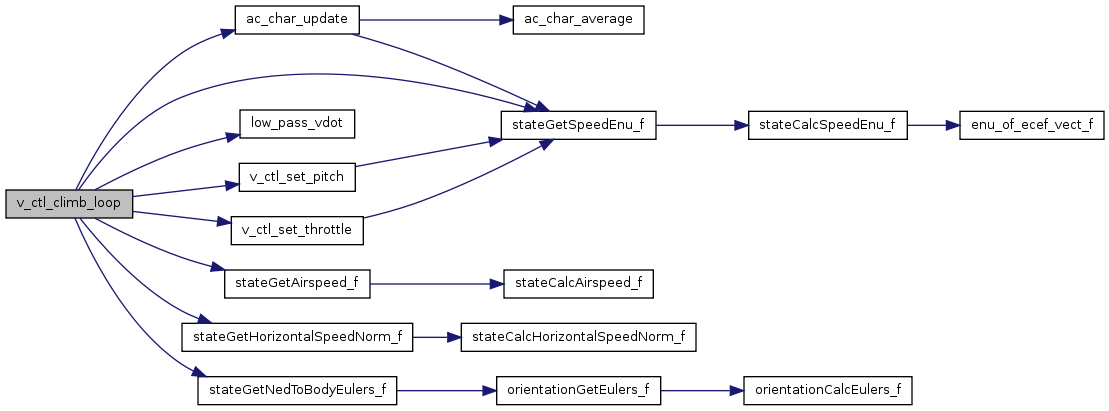 ac_char_update
ac_char_average
low_pass_vdot
stateGetSpeedEnu_f
stateCalcSpeedEnu_f
enu_of_ecef_vect_f
v_ctl_set_pitch
v_ctl_climb_loop
v_ctl_set_throttle
stateGetAirspeed_f
stateCalcAirspeed_f
stateGetHorizontalSpeedNorm_f
stateCalcHorizontalSpeedNorm_f
stateGetNedToBodyEulers_f
orientationGetEulers_f
orientationCalcEulers_f